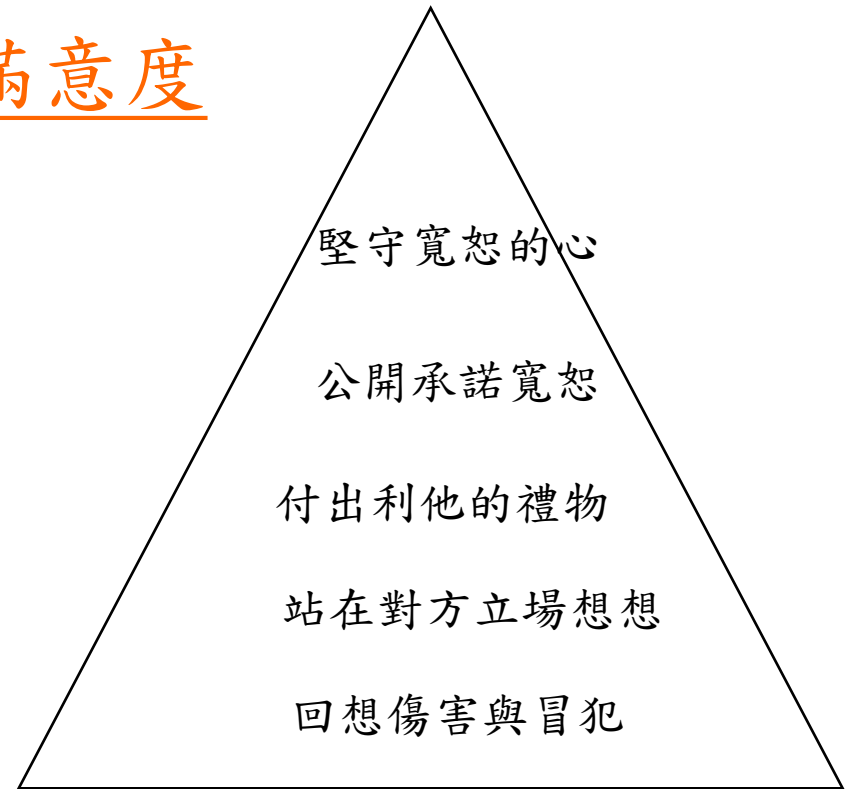 滿意度
堅守寬恕的心
公開承諾寬恕
付出利他的禮物
站在對方立場想想
回想傷害與冒犯